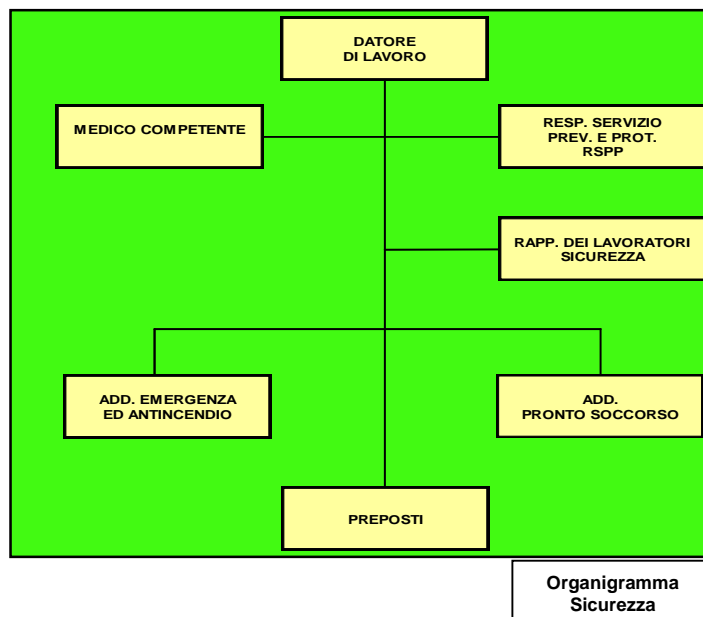 DATORE
DI LAVORO
MEDICO COMPETENTE
RESP. SERVIZIO
PREV. E PROT.
RSPP
RAPP. DEI LAVORATORI
SICUREZZA
ADD. EMERGENZA
ED ANTINCENDIO
ADD.
PRONTO SOCCORSO
PREPOSTI
Organigramma
Sicurezza